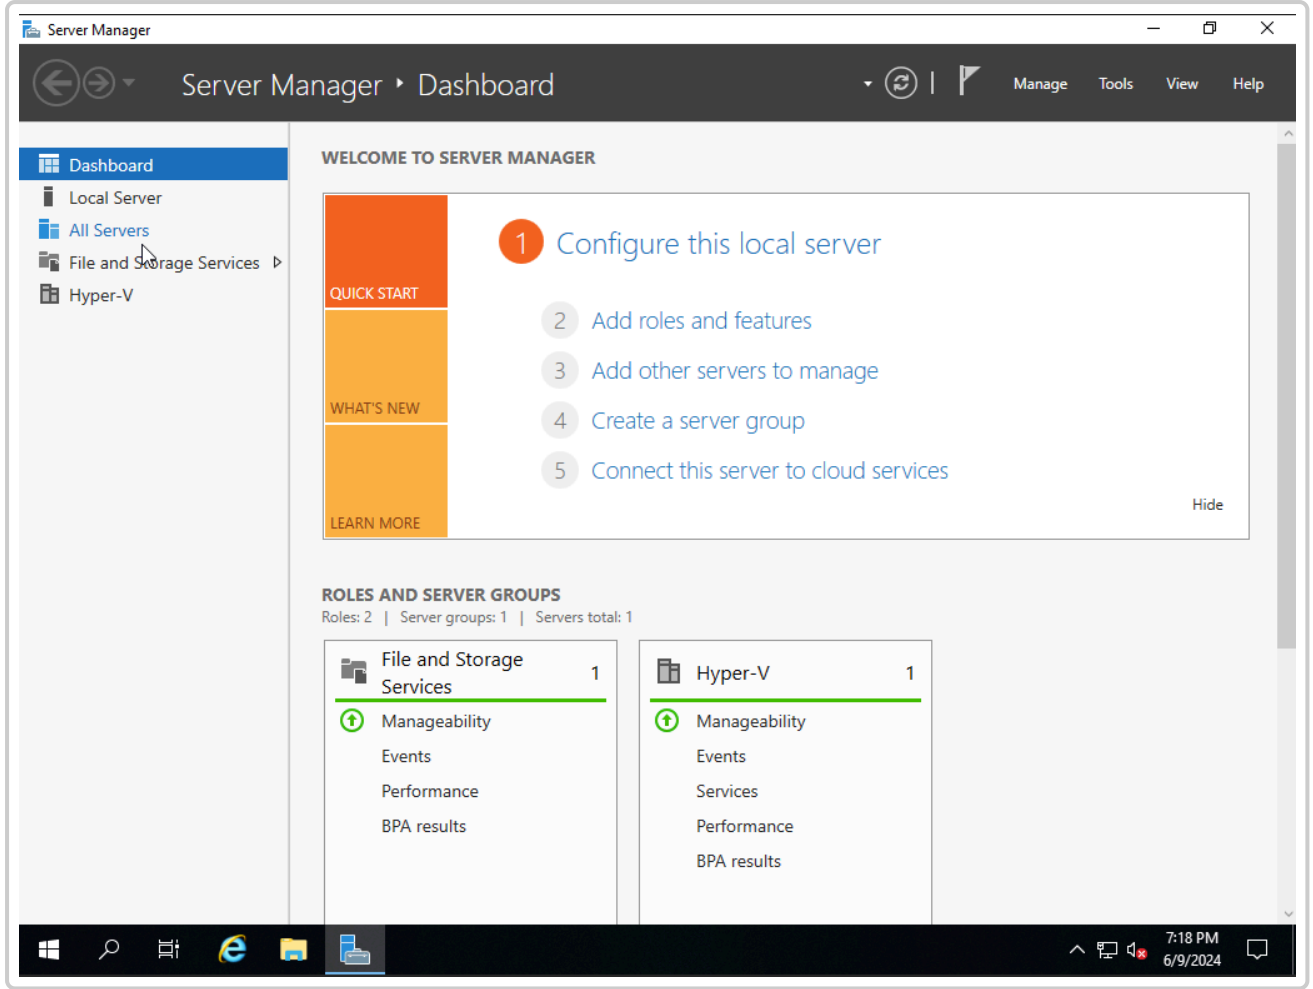 Server Manager
Server Manager ‣ Dashboard
Manage Tools View Help
Dashboard
Local Server
All Servers
File and Storage Services
Hyper-V
WELCOME TO SERVER MANAGER
QUICK START
WHAT'S NEW
LEARN MORE
1 Configure this local server
2 Add roles and features
3 Add other servers to manage
4 Create a server group
5 Connect this server to cloud services
Hide
ROLES AND SERVER GROUPS
Roles: 2 | Server groups: 1 | Servers total: 1
File and Storage
Services
1
Manageability
Events
Performance
BPA results
Hyper-V 1
Manageability
Events
Services
Performance
BPA results
7:18 PM
6/9/2024